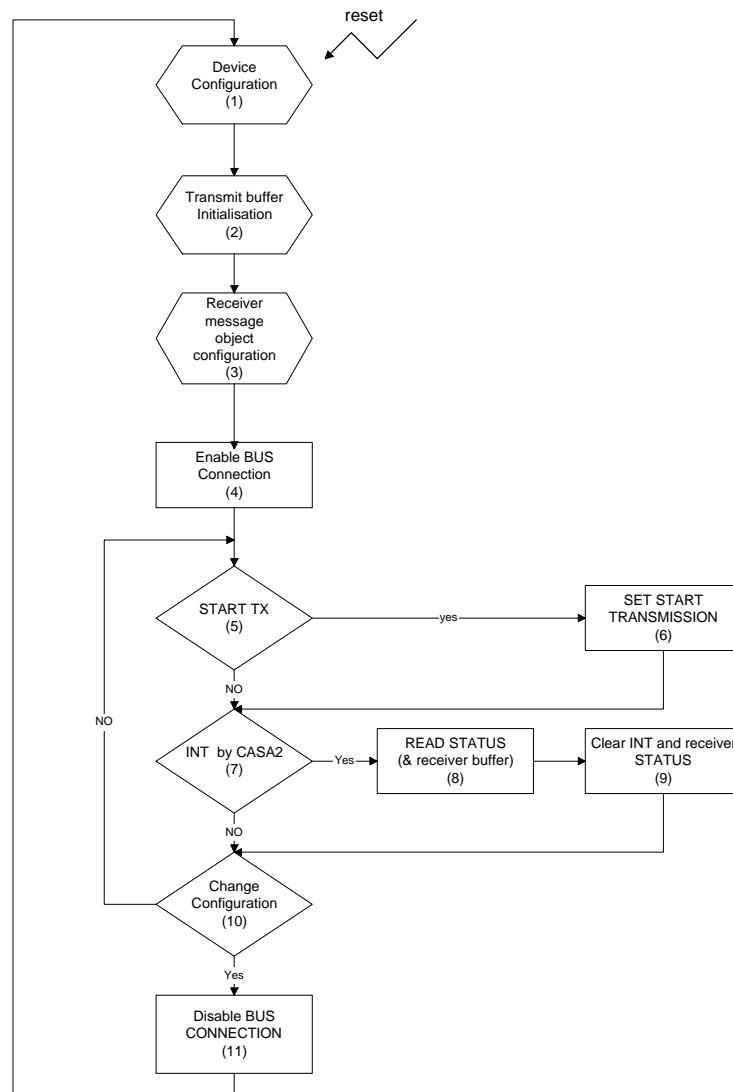 reset
Device
Configuration
(1)
Transmit buffer
Initialisation
(2)
Receiver
message
object
configuration
(3)
Enable BUS
Connection
(4)
START TX
(5)
yes
SET START
TRANSMISSION
(6)
NO
NO
INT by CASA2
(7)
Yes
READ STATUS
(& receiver buffer)
(8)
Clear INT and receiver
STATUS
(9)
NO
Change
Configuration
(10)
Yes
Disable BUS
CONNECTION
(11)